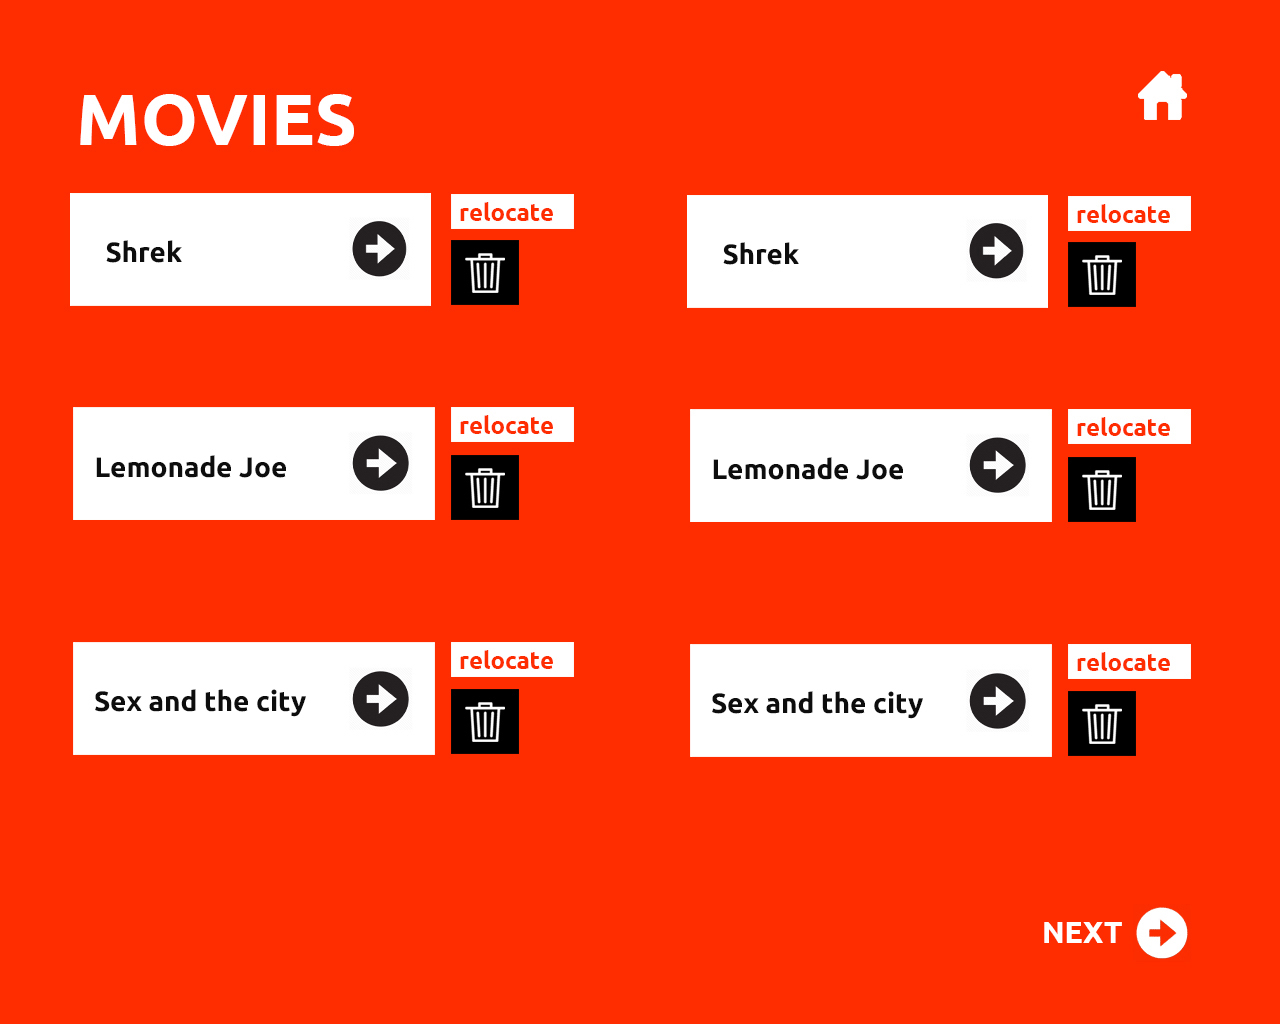 MOVIES
Shrek
relocate
Shrek
relocate
Lemonade Joe
relocate
Lemonade Joe
relocate
Sex and the city
relocate
Sex and the city
relocate
NEXT